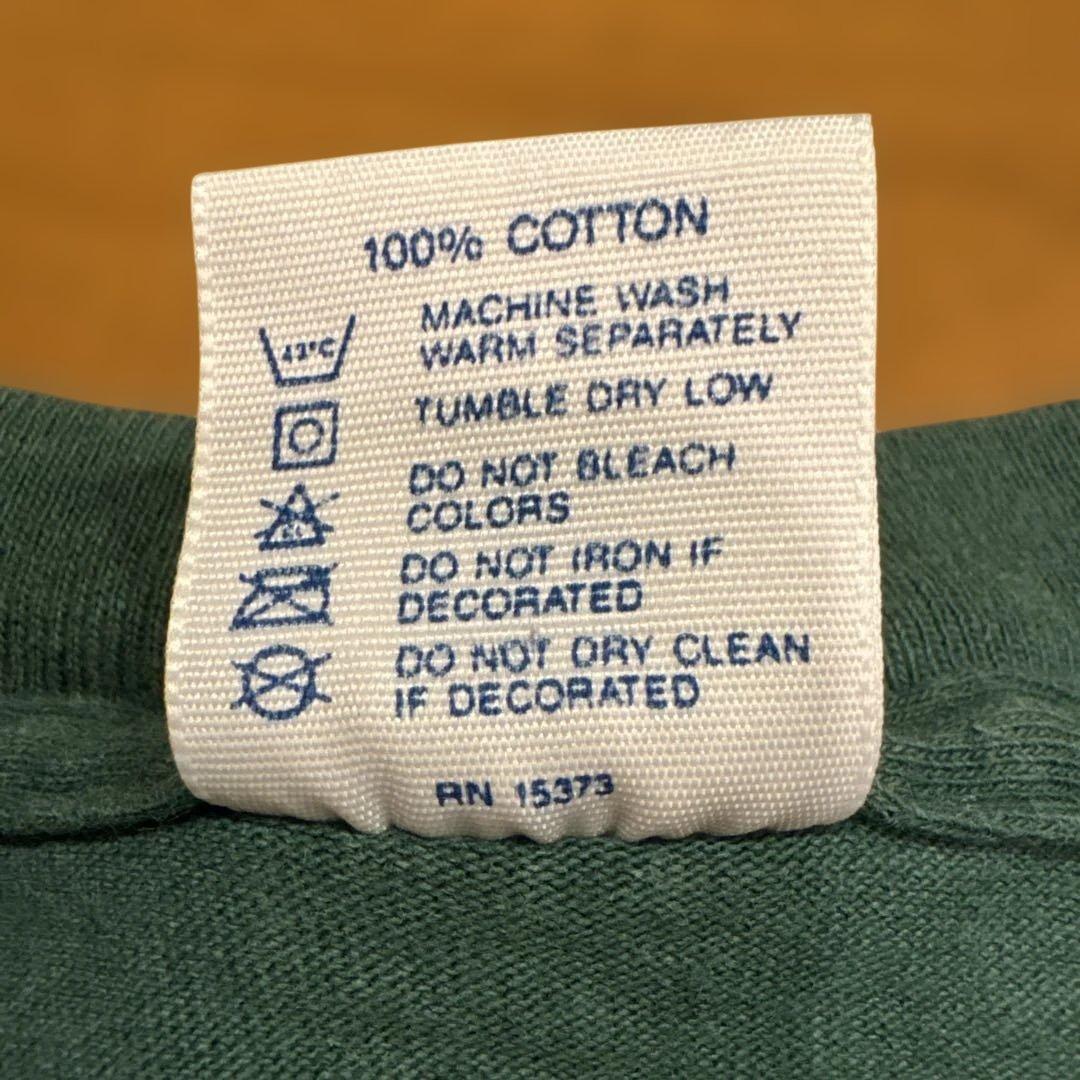 100% COTTON
43°C
MACHINE WASH
WARM SEPARATELY
TUMBLE DRY LOW
DO NOT BLEACH
COLORS
DO NOT IRON IF
DECORATED
DO NOT DRY CLEAN
IF DECORATED
RN 15373